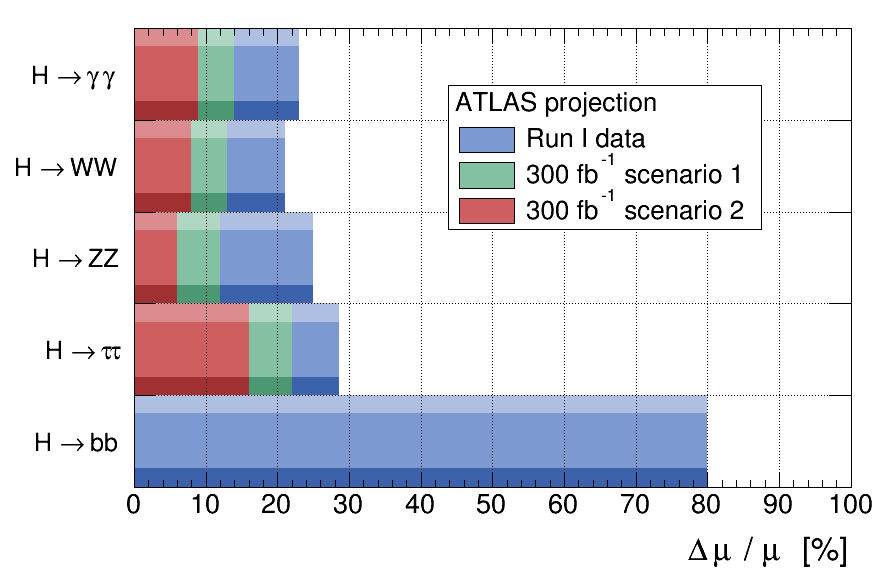 H → γγ
H → WW
H → ZZ
H → ττ
H → bb
ATLAS projection
Run I data
300 fb⁻¹ scenario 1
300 fb⁻¹ scenario 2
0 10 20 30 40 50 60 70 80 90 100
Δμ / μ [%]